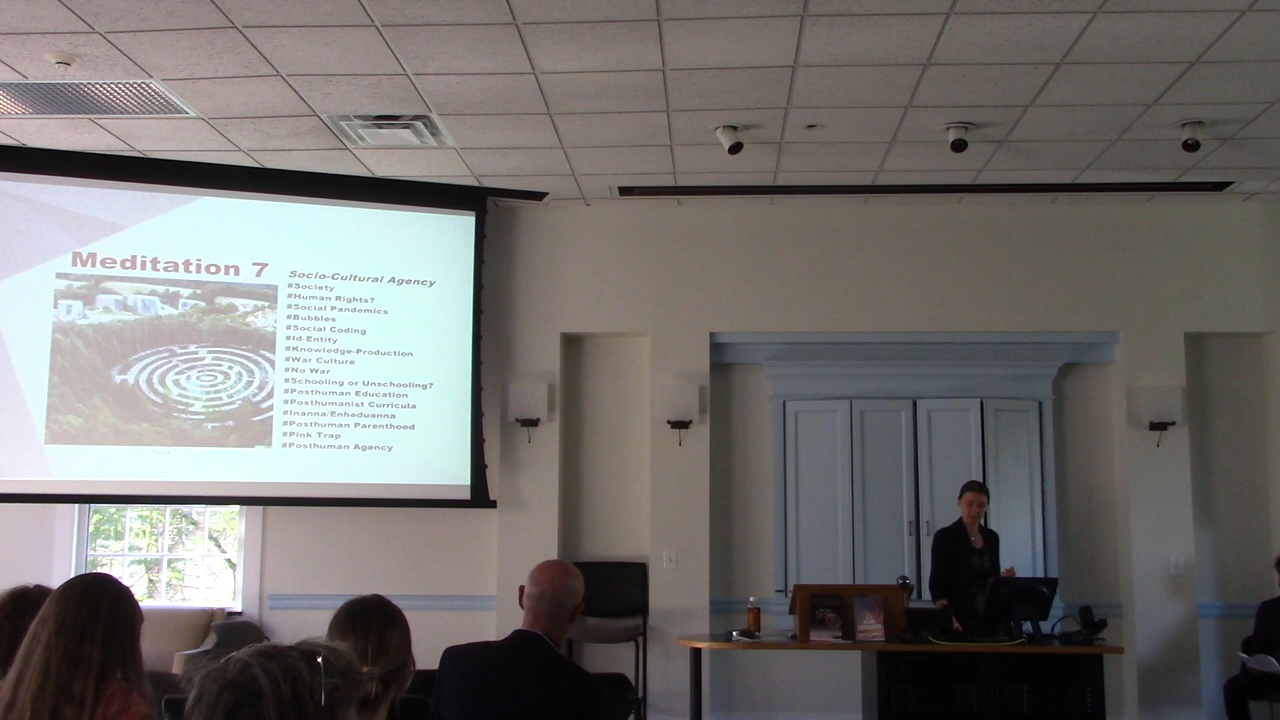 Meditation 7
Socio-Cultural Agency
#Society
#Human Rights?
#Social Pandemics
#Bubbles
#Social Coding
#Id-Entity
#Knowledge-Production
#War Culture
#No War
#Schooling or Unschooling?
#Posthuman Education
#Posthumanist Curricula
#Inanna/Enheduanna
#Posthuman Parenthood
#Pink Trap
#Posthuman Agency